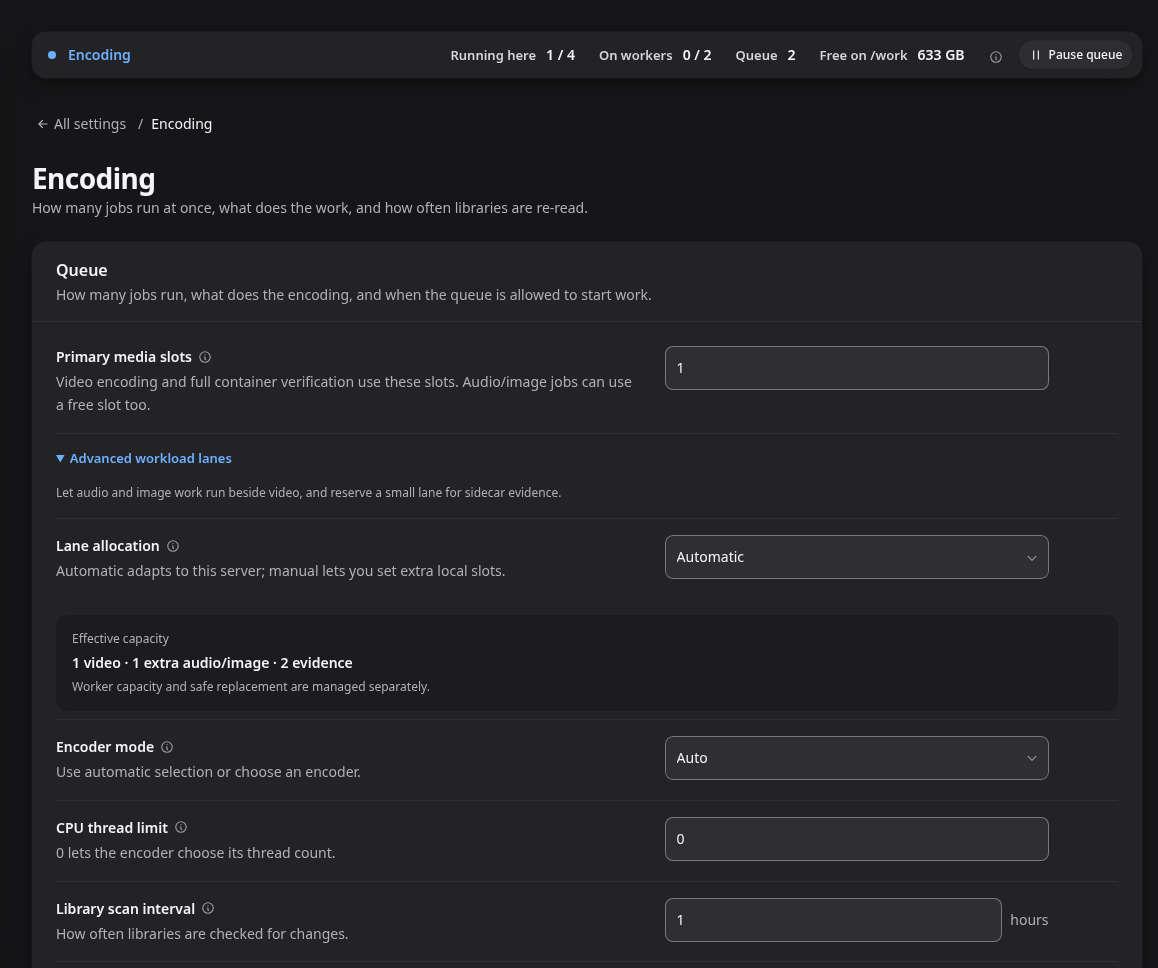 Encoding
Running here 1 / 4 On workers 0 / 2 Queue 2 Free on /work 633 GB Pause queue
← All settings / Encoding
Encoding
How many jobs run at once, what does the work, and how often libraries are re-read.
Queue
How many jobs run, what does the encoding, and when the queue is allowed to start work.
Primary media slots
1
Video encoding and full container verification use these slots. Audio/image jobs can use
a free slot too.
Advanced workload lanes
Let audio and image work run beside video, and reserve a small lane for sidecar evidence.
Lane allocation
Automatic
Automatic adapts to this server; manual lets you set extra local slots.
Effective capacity
1 video · 1 extra audio/image · 2 evidence
Worker capacity and safe replacement are managed separately.
Encoder mode
Auto
Use automatic selection or choose an encoder.
CPU thread limit
0
0 lets the encoder choose its thread count.
Library scan interval
1 hours
How often libraries are checked for changes.